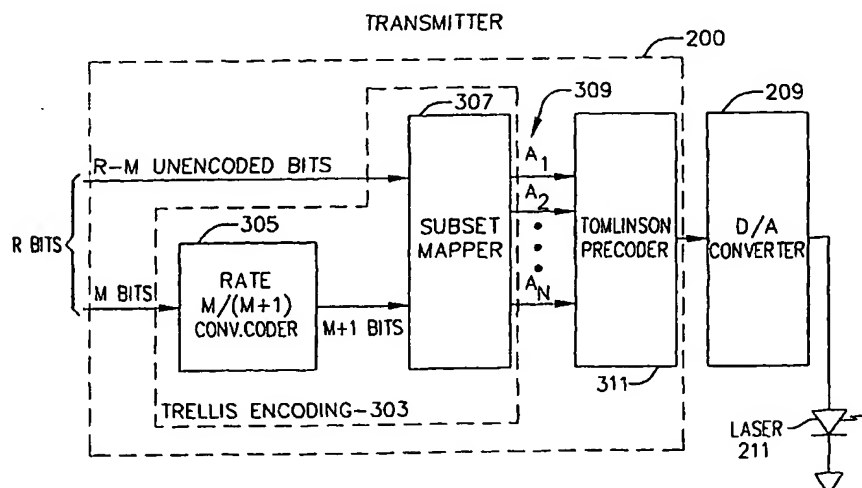 TRANSMITTER
200
209
307
309
R-M UNENCODED BITS
A1
A2
AN
R BITS
M BITS
305
RATE
M/(M+1)
CONV.CODER
M+1 BITS
SUBSET
MAPPER
TOMLINSON
PRECODER
D/A
CONVERTER
311
TRELLIS ENCODING-303
LASER
211